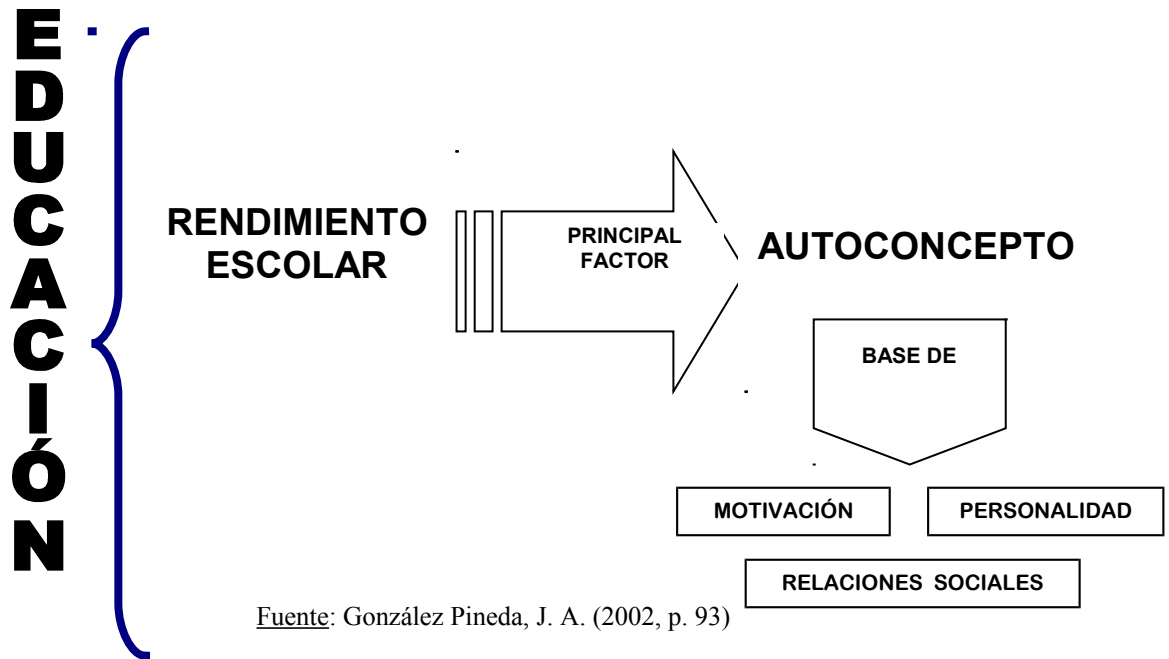 EDUCACIÓN
RENDIMIENTO
ESCOLAR
PRINCIPAL
FACTOR
AUTOCONCEPTO
BASE DE
MOTIVACIÓN
PERSONALIDAD
RELACIONES SOCIALES
Fuente: González Pineda, J. A. (2002, p. 93)